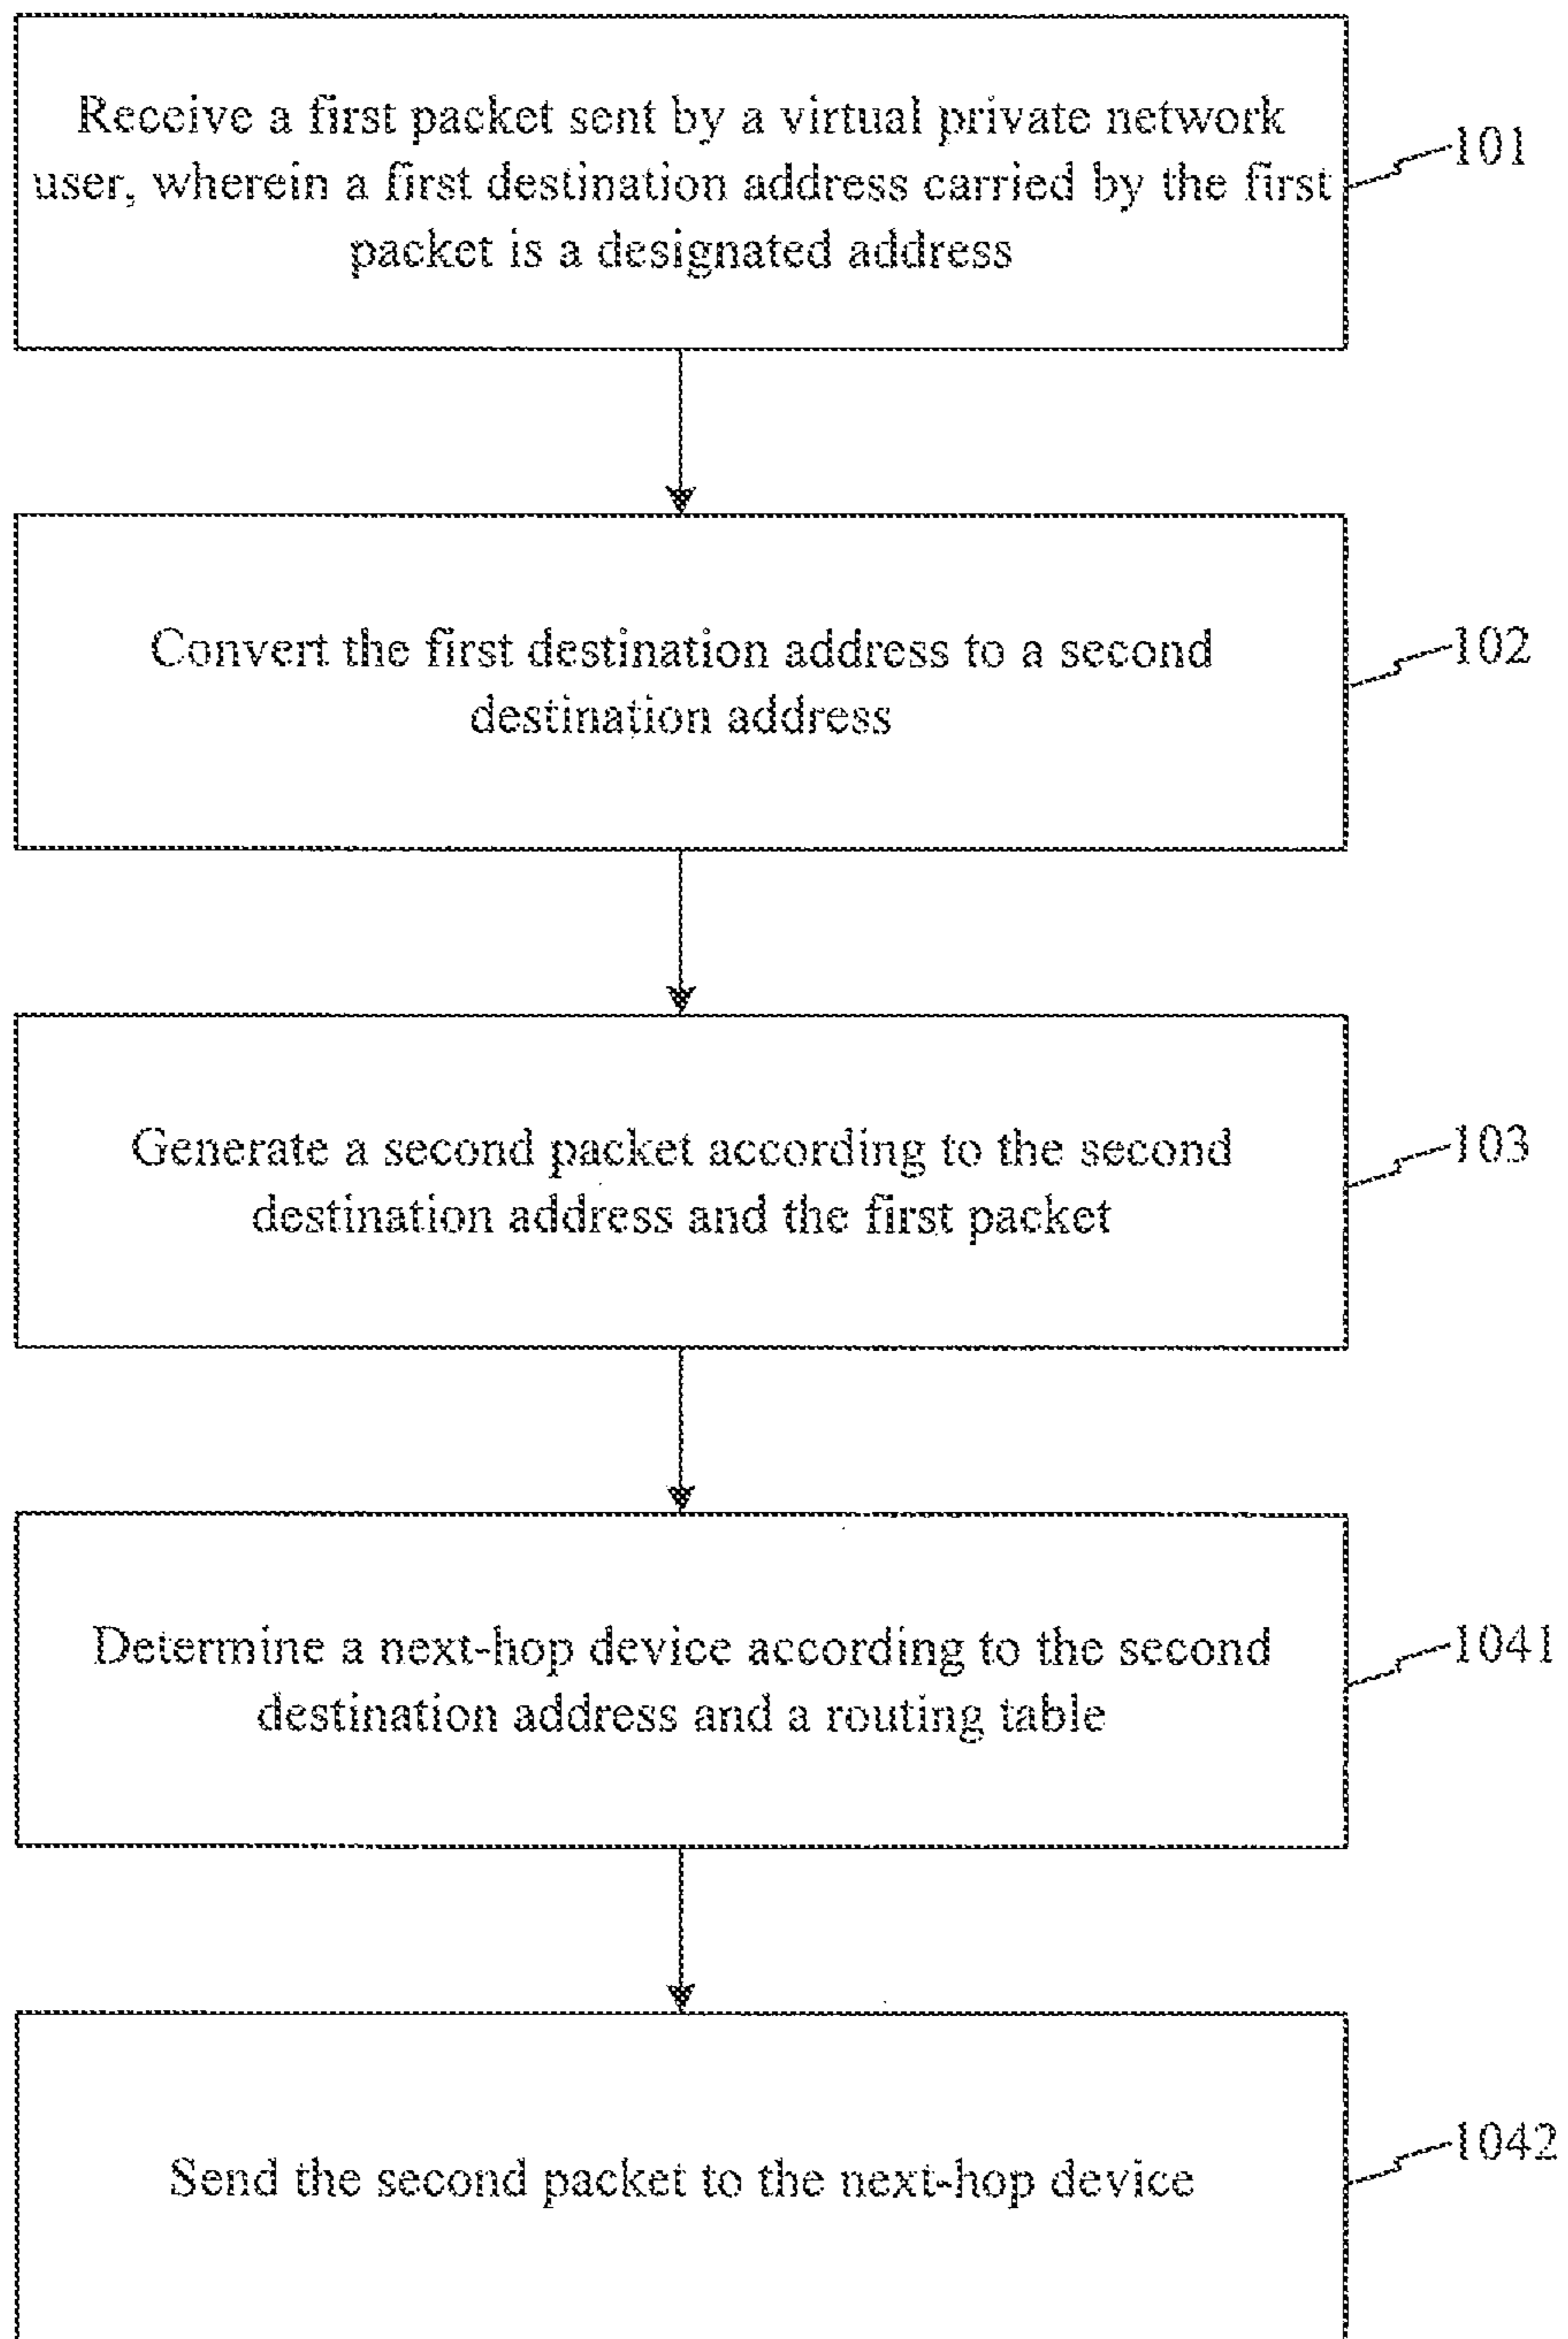 Receive a first packet sent by a virtual private network
user, wherein a first destination address carried by the first
packet is a designated address
101
Convert the first destination address to a second
destination address
102
Generate a second packet according to the second
destination address and the first packet
103
Determine a next-hop device according to the second
destination address and a routing table
1041
Send the second packet to the next-hop device
1042